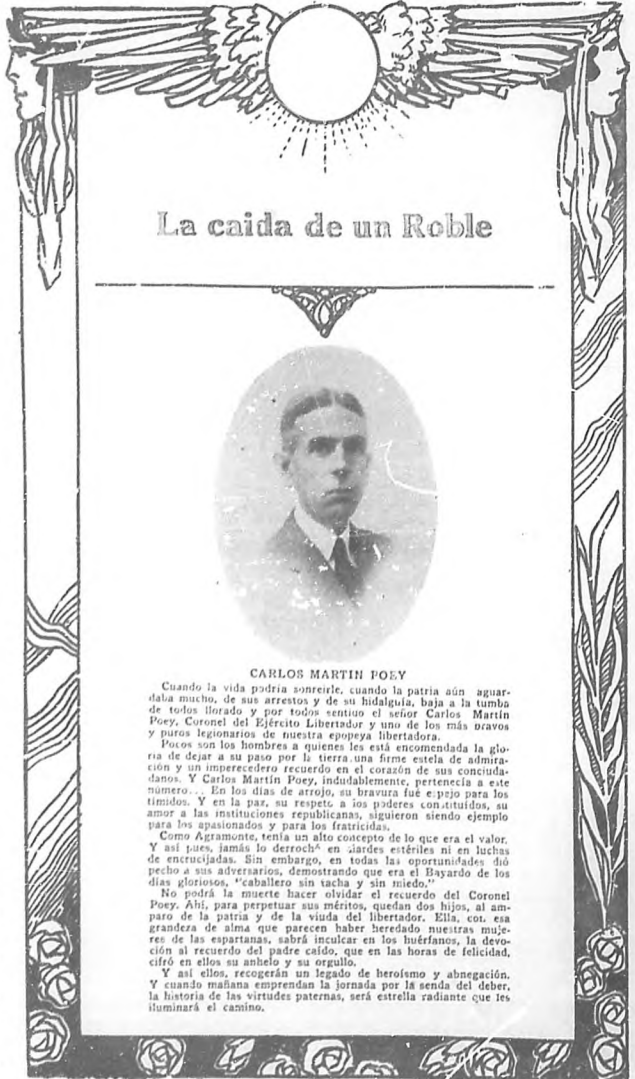 La caida de un Roble
CARLOS MARTIN POEY
Cuando la vida podría sonreirle, cuando la patria aún aguar-
daba mucho, de sus arrestos y de su hidalguía, baja a la tumba
de todos llorado y por todos sentido el señor Carlos Martín
Poey, Coronel del Ejército Libertador y uno de los más bravos
y puros legionarios de nuestra epopeya libertadora.
Pocos son los hombres a quienes les está encomendada la glo-
ria de dejar a su paso por la tierra una firme estela de admira-
ción y un imperecedero recuerdo en el corazón de sus conciuda-
danos. Y Carlos Martín Poey, indudablemente, pertenecía a este
número... En los días de arrojo, su bravura fué espejo para los
tímidos. Y en la paz, su respeto a los poderes constituídos, su
amor a las instituciones republicanas, siguieron siendo ejemplo
para los apasionados y para los fratricidas.
Como Agramonte, tenía un alto concepto de lo que era el valor.
Y así pues, jamás lo derroch^ en alardes estériles ni en luchas
de encrucijadas. Sin embargo, en todas las oportunidades dió
pecho a sus adversarios, demostrando que era el Bayardo de los
días gloriosos, "caballero sin tacha y sin miedo."
No podrá la muerte hacer olvidar el recuerdo del Coronel
Poey. Ahí, para perpetuar sus méritos, quedan dos hijos, al am-
paro de la patria y de la viuda del libertador. Ella, con esa
grandeza de alma que parecen haber heredado nuestras muje-
res de las espartanas, sabrá inculcar en los huérfanos, la devo-
ción al recuerdo del padre caído, que en las horas de felicidad,
cifró en ellos su anhelo y su orgullo.
Y así ellos, recogerán un legado de heroísmo y abnegación.
Y cuando mañana emprendan la jornada por la senda del deber,
la historia de las virtudes paternas, será estrella radiante que les
iluminará el camino.